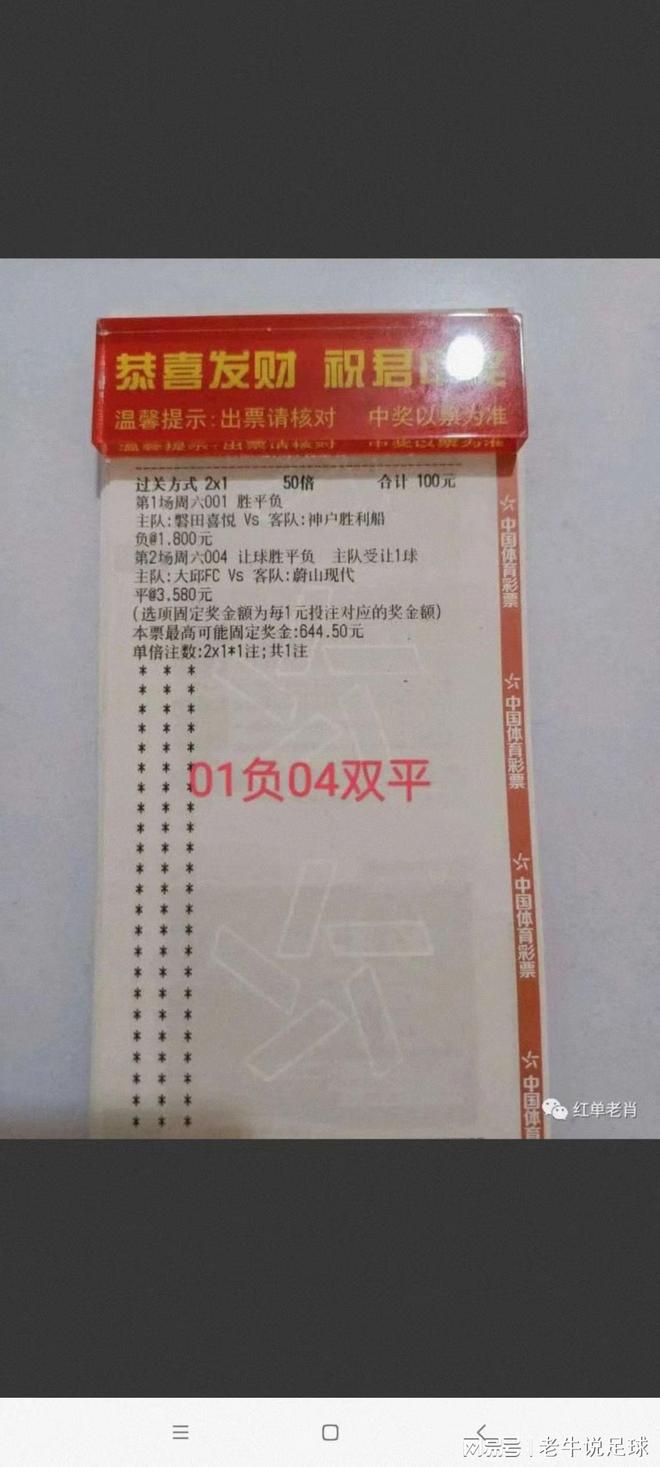 恭喜发财 祝君中奖
温馨提示:出票请核对 中奖以票为准
过关方式 2x1 50倍 合计 100元
第1场周六001 胜平负
主队:磐田喜悦 Vs 客队:神户胜利船
负@1.800元
第2场周六004 让球胜平负 主队受让1球
主队:大邱FC Vs 客队:蔚山现代
平@3.580元
(选项固定奖金额为每1元投注对应的奖金额)
本票最高可能固定奖金:644.50元
单倍注数:2x1*1注;共1注
01负04双平
中国体育彩票
中国体育彩票
中国体育彩票
中国体育
红单老肖
网易号 | 老牛说足球